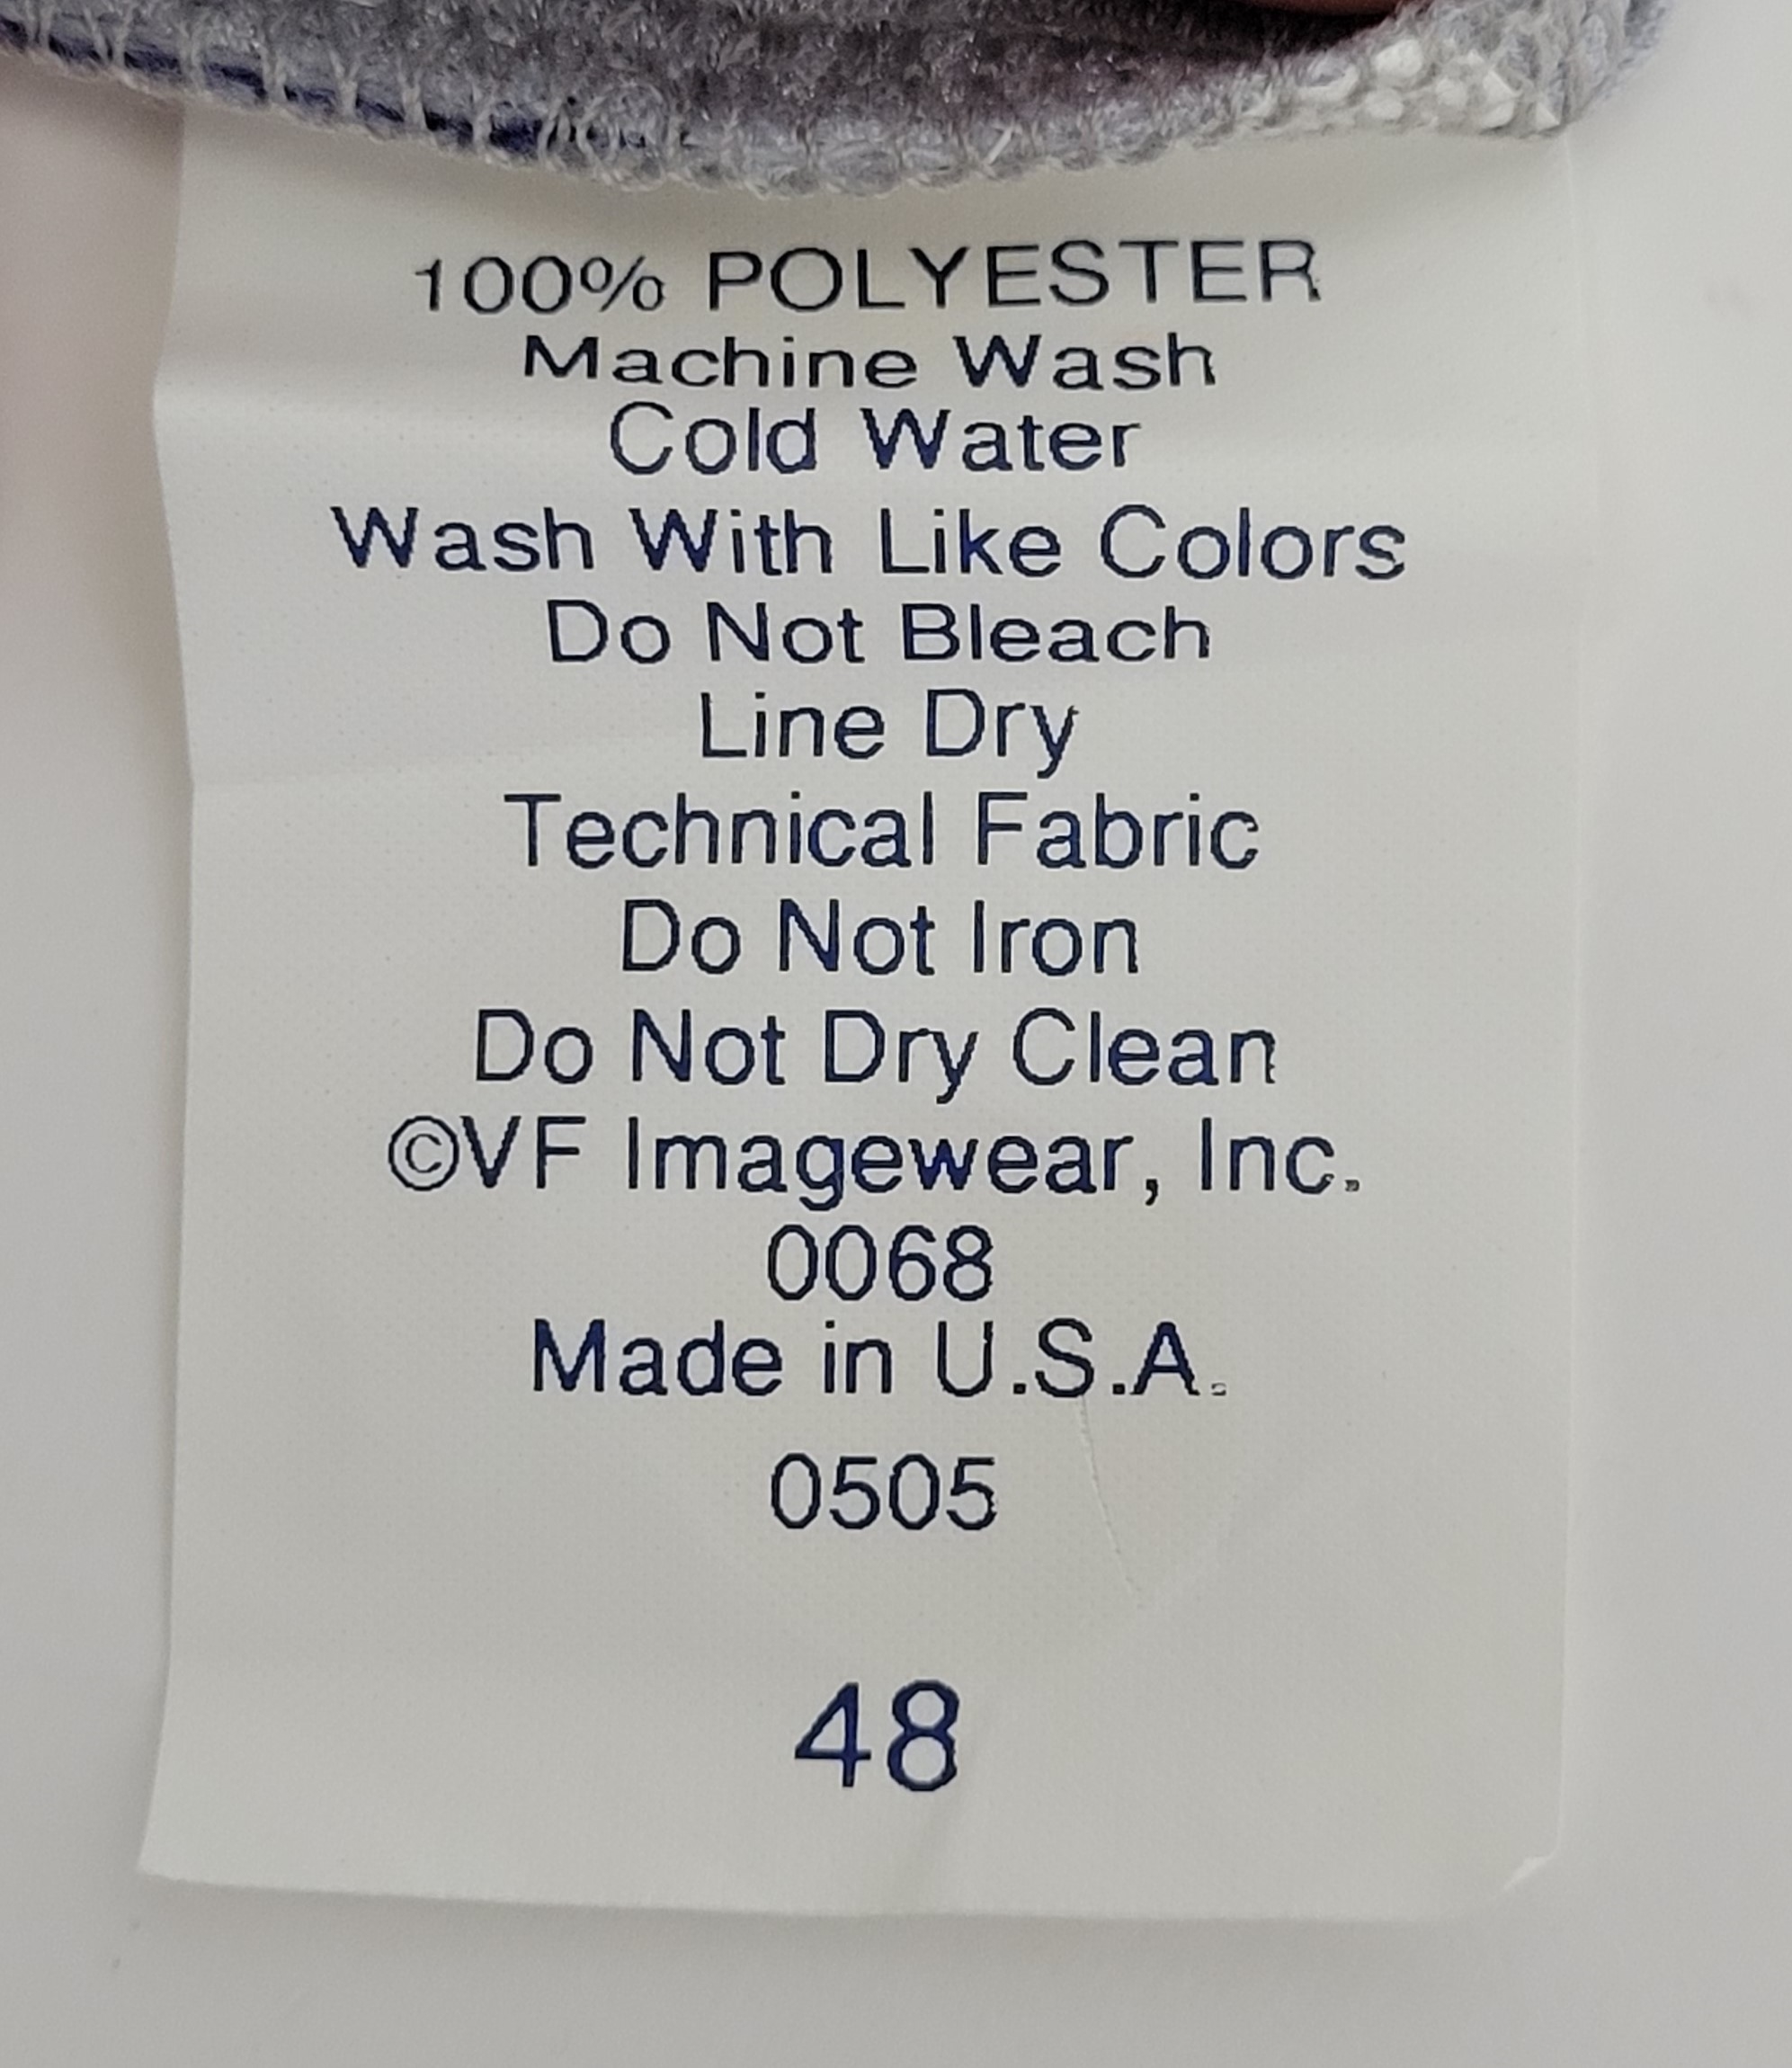 100% POLYESTER
Machine Wash
Cold Water
Wash With Like Colors
Do Not Bleach
Line Dry
Technical Fabric
Do Not Iron
Do Not Dry Clean
©VF Imagewear, Inc.
0068
Made in U.S.A.
0505
48